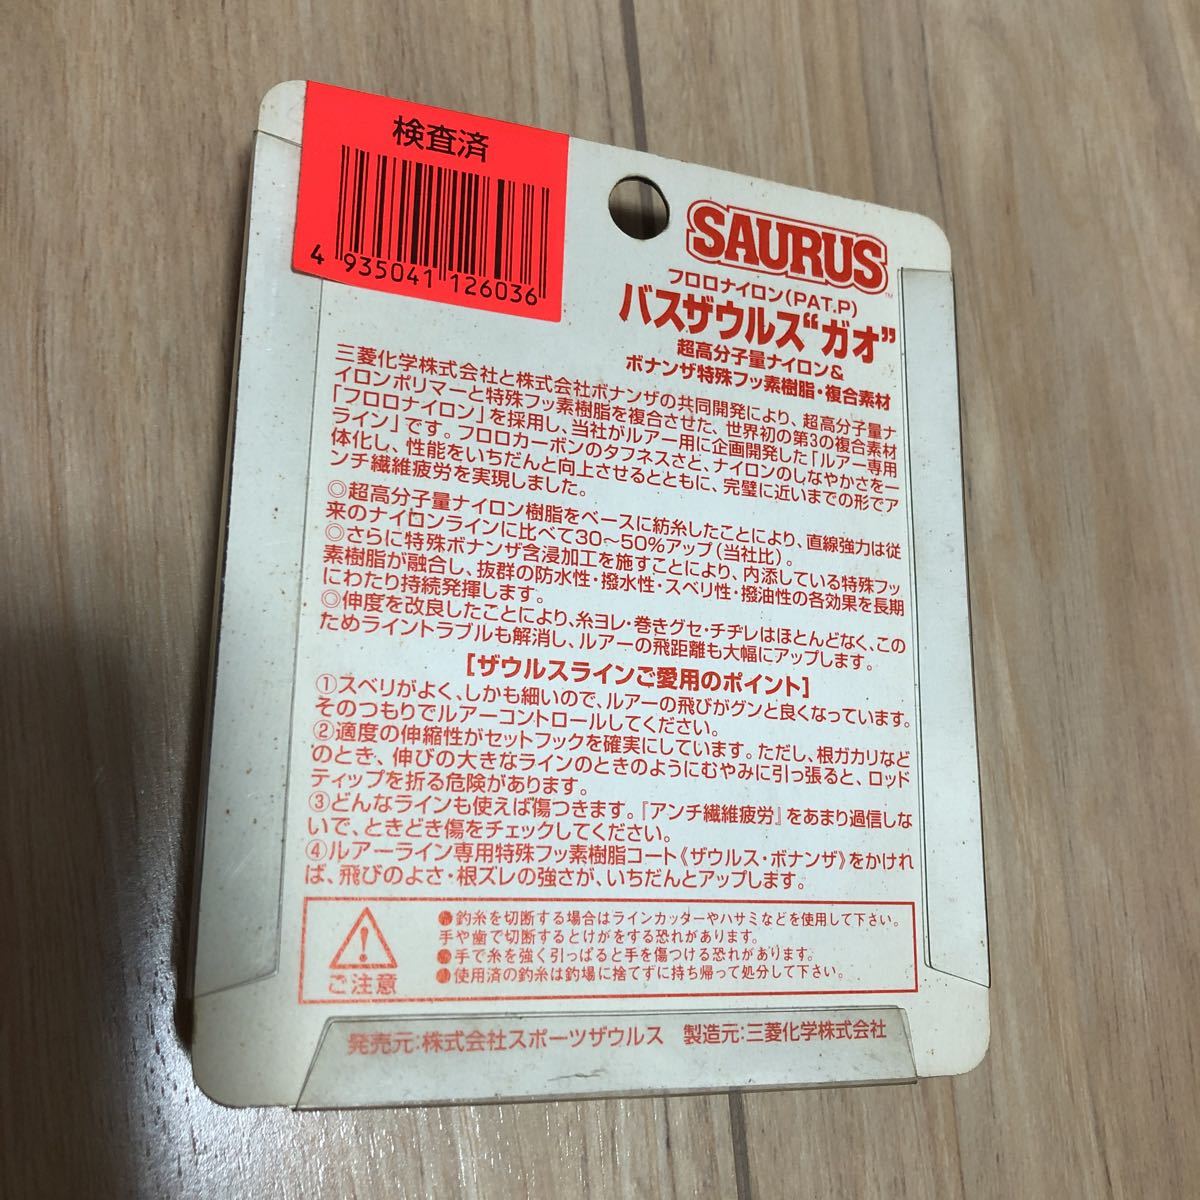 検査済
4 935041 126036
SAURUS
TM
フロロナイロン(PAT.P)
バスザウルス“ガオ”
超高分子量ナイロン&
ボナンザ特殊フッ素樹脂・複合素材
三菱化学株式会社と株式会社ボナンザの共同開発により、超高分子量ナ
イロンポリマーと特殊フッ素樹脂を複合させた、世界初の第3の複合素材
「フロロナイロン」を採用し、当社がルアー用に企画開発した「ルアー専用
ライン」です。フロロカーボンのタフネスさと、ナイロンのしなやかさを一
体化し、性能をいちだんと向上させるとともに、完璧に近いまでの形でア
ンチ繊維疲労を実現しました。
◎超高分子量ナイロン樹脂をベースに紡糸したことにより、直線強力は従
来のナイロンラインに比べて30〜50%アップ(当社比)。
◎さらに特殊ボナンザ含浸加工を施すことにより、内添している特殊フッ
素樹脂が融合し、抜群の防水性・撥水性・スベリ性・撥油性の各効果を長期
にわたり持続発揮します。
◎伸度を改良したことにより、糸ヨレ・巻きグセ・チヂレはほとんどなく、この
ためライントラブルも解消し、ルアーの飛距離も大幅にアップします。
[ザウルスラインご愛用のポイント]
①スベリがよく、しかも細いので、ルアーの飛びがグンと良くなっています。
そのつもりでルアーコントロールしてください。
②適度の伸縮性がセットフックを確実にしています。ただし、根ガカリなど
のとき、伸びの大きなラインのときのようにむやみに引っ張ると、ロッド
ティップを折る危険があります。
③どんなラインも使えば傷つきます。『アンチ繊維疲労』をあまり過信しな
いで、ときどき傷をチェックしてください。
④ルアーライン専用特殊フッ素樹脂コート《ザウルス・ボナンザ》をかけれ
ば、飛びのよさ・根ズレの強さが、いちだんとアップします。
ご注意
●釣糸を切断する場合はラインカッターやハサミなどを使用して下さい。
手や歯で切断するとけがをする恐れがあります。
●手で糸を強く引っぱると手を傷つける恐れがあります。
●使用済の釣糸は釣場に捨てずに持ち帰って処分して下さい。
発売元:株式会社スポーツザウルス 製造元:三菱化学株式会社